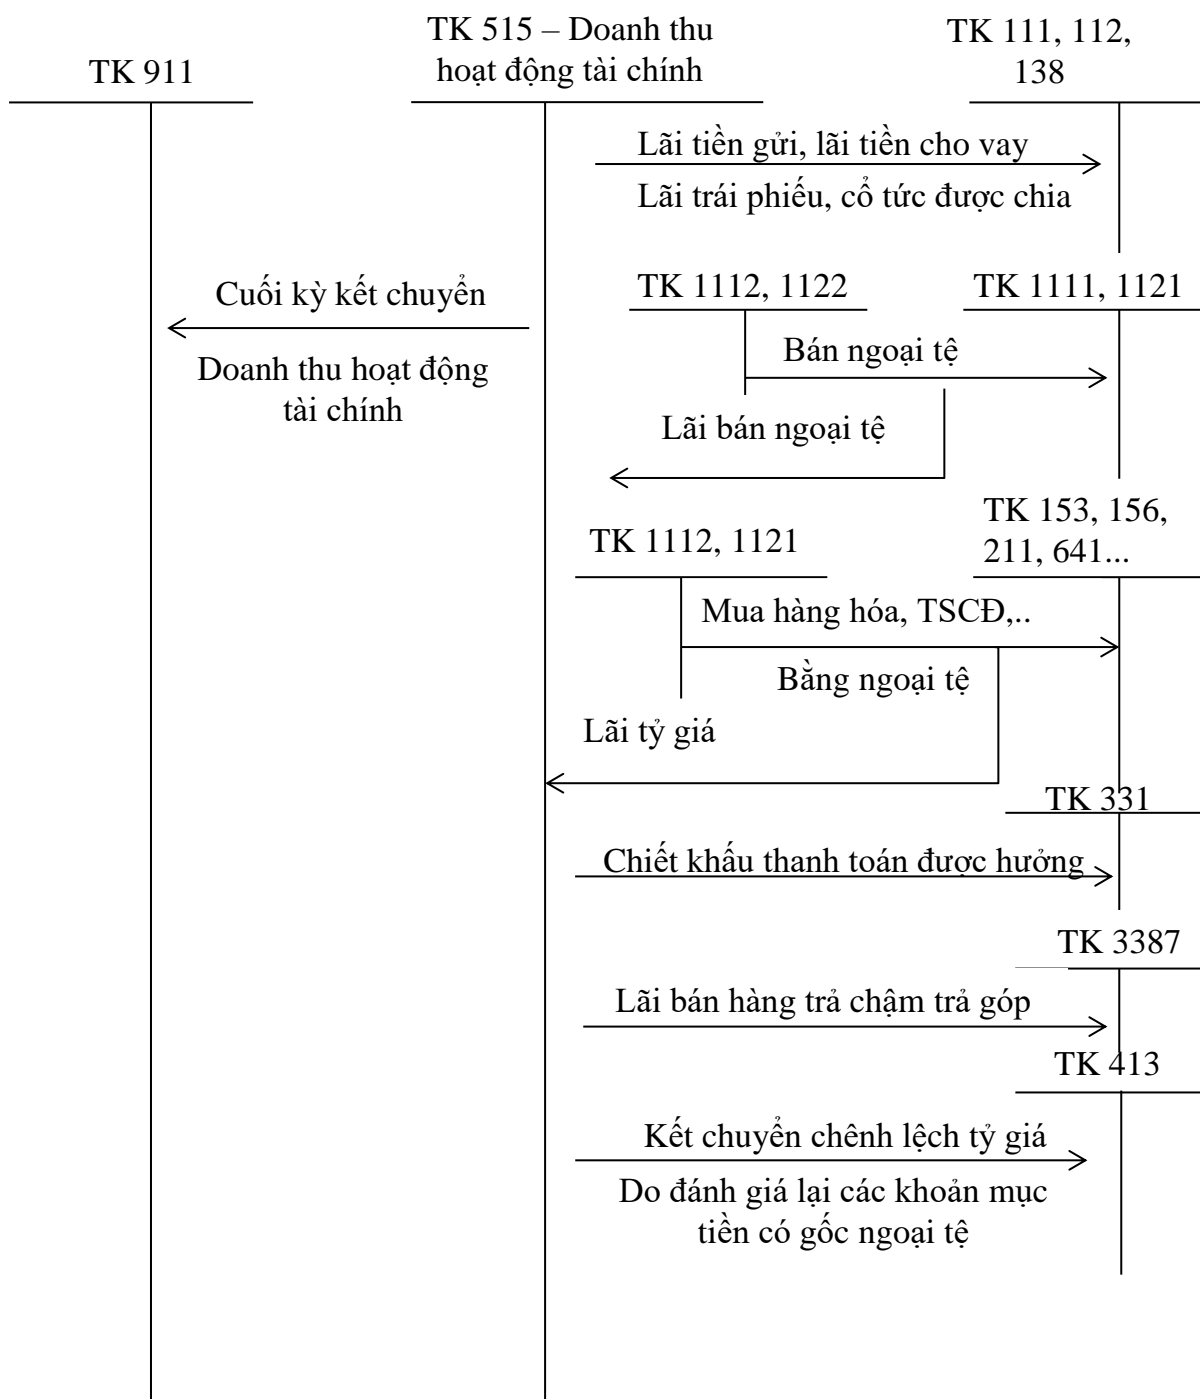 TK 911
TK 515 – Doanh thu
hoạt động tài chính
TK 111, 112,
138
Lãi tiền gửi, lãi tiền cho vay
Lãi trái phiếu, cổ tức được chia
Cuối kỳ kết chuyển
Doanh thu hoạt động
tài chính
TK 1112, 1122
TK 1111, 1121
Bán ngoại tệ
Lãi bán ngoại tệ
TK 1112, 1121
TK 153, 156,
211, 641...
Mua hàng hóa, TSCĐ,..
Bằng ngoại tệ
Lãi tỷ giá
TK 331
Chiết khấu thanh toán được hưởng
TK 3387
Lãi bán hàng trả chậm trả góp
TK 413
Kết chuyển chênh lệch tỷ giá
Do đánh giá lại các khoản mục
tiền có gốc ngoại tệ